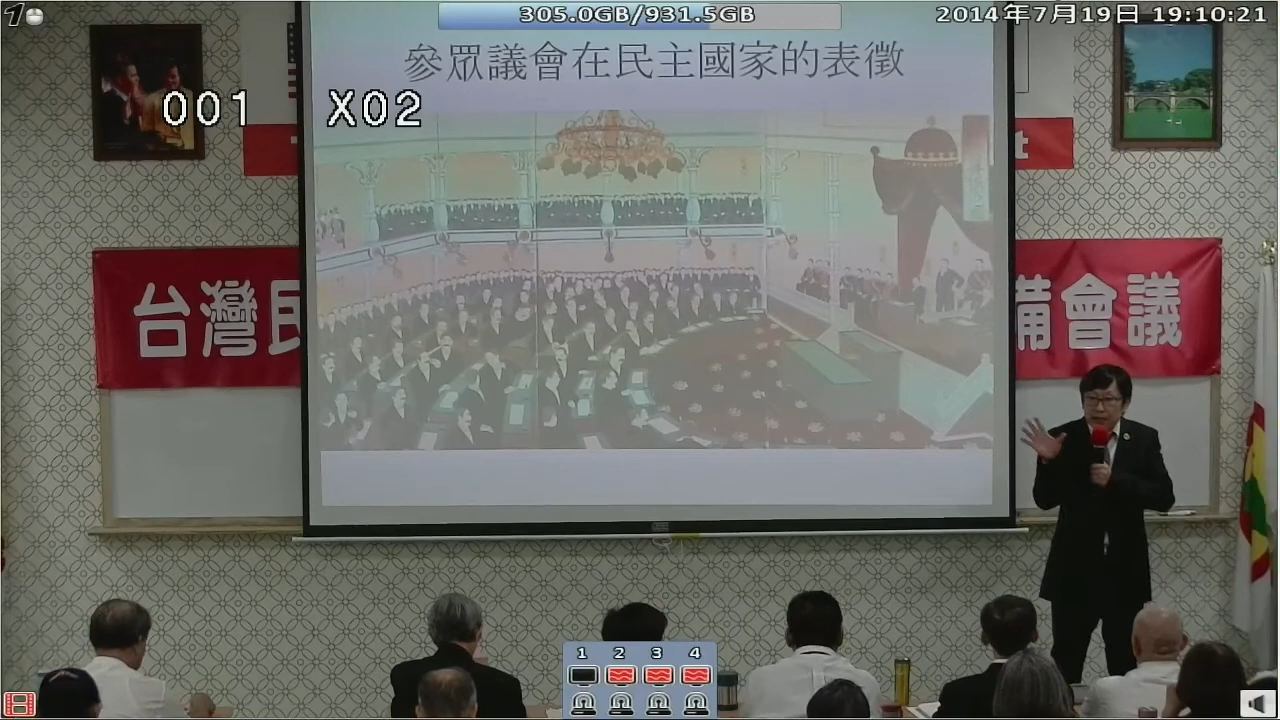 305.0GB/931.5GB
2014年7月19日 19:10:21
參眾議會在民主國家的表徵
001 X02
t
台灣民
備會議
1 2 3 4